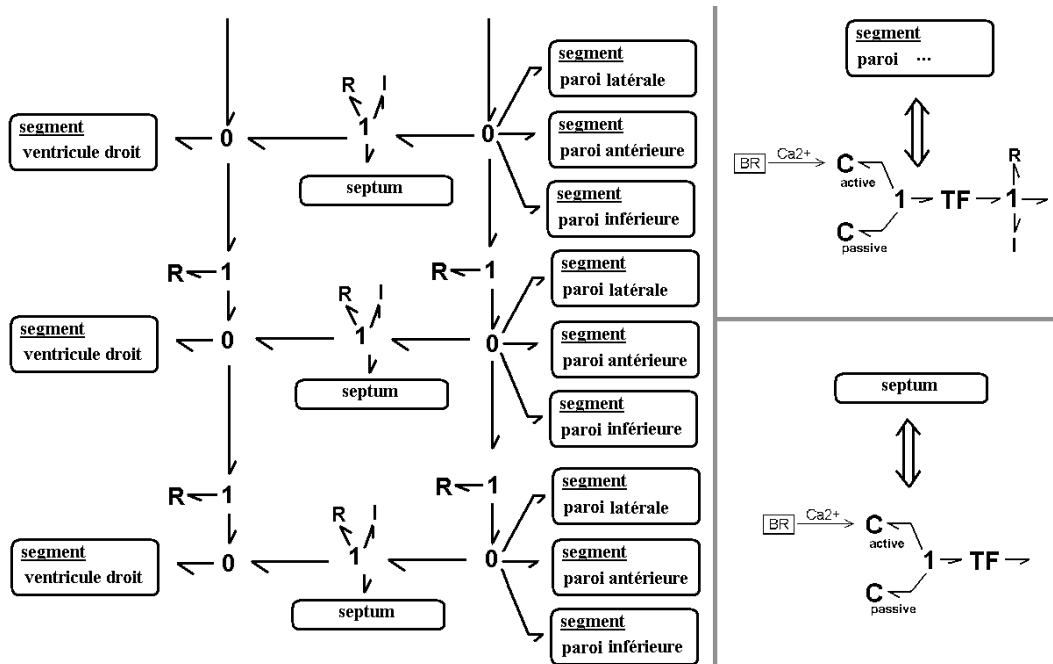 segment
paroi latérale
R I
segment
ventricule droit
0
1
0
segment
paroi antérieure
septum
segment
paroi inférieure
R 1
R 1
segment
paroi latérale
R I
segment
ventricule droit
0
1
0
segment
paroi antérieure
septum
segment
paroi inférieure
R 1
R 1
segment
paroi latérale
R I
segment
ventricule droit
0
1
0
segment
paroi antérieure
septum
segment
paroi inférieure
segment
paroi ...
BR Ca2+ C
active
R
1 TF 1
C
passive
I
septum
BR Ca2+ C
active
1 TF
C
passive